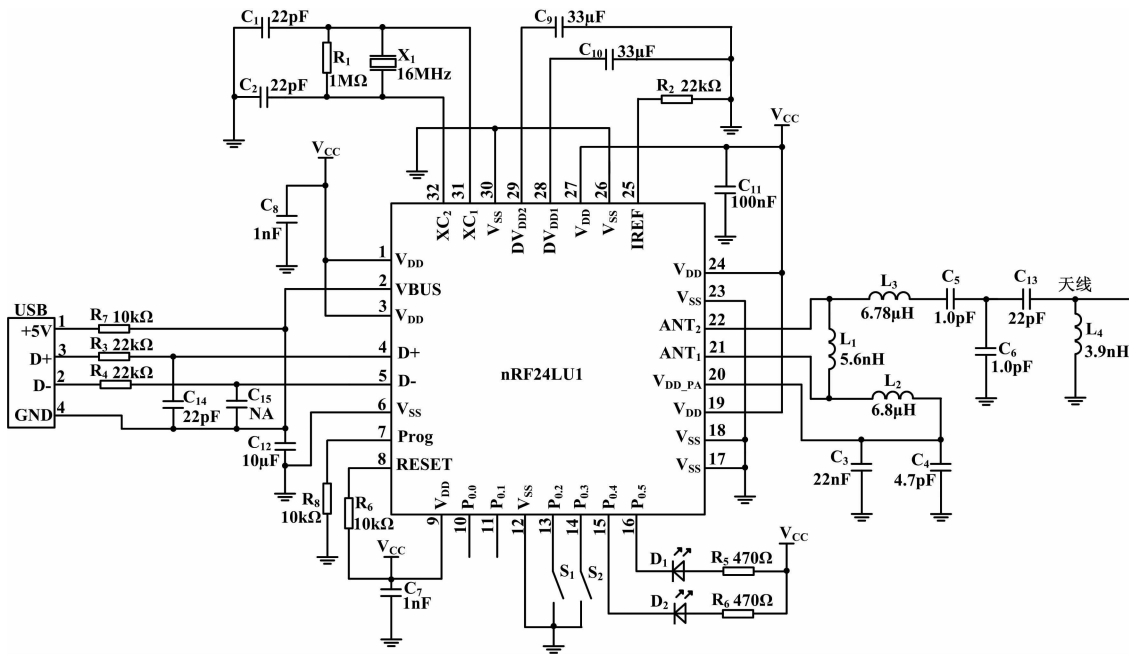 C1 22pF
C9 33μF
C10 33μF
R1 1MΩ
X1 16MHz
C2 22pF
R2 22kΩ
VCC
VCC
C8 1nF
C11 100nF
32 31 30 29 28 27 26 25
XC2 XC1 VSS DVDD2 DVDD1 VDD VSS IREF
1 VDD
2 VBUS
3 VDD
4 D+
5 D-
6 VSS
7 Prog
8 RESET
nRF24LU1
VDD 24
VSS 23
ANT2 22
ANT1 21
VDD_PA 20
VDD 19
VSS 18
VSS 17
VDD P0.0 P0.1 VSS P0.2 P0.3 P0.4 P0.5
9 10 11 12 13 14 15 16
USB
+5V 1
D+ 3
D- 2
GND 4
R7 10kΩ
R3 22kΩ
R4 22kΩ
C14 22pF
C15 NA
C12 10μF
R8 10kΩ
R6 10kΩ
VCC
C7 1nF
S1 S2
D1 R5 470Ω
D2 R6 470Ω
VCC
L3 6.78μH
C5 1.0pF
C13 22pF
天线
L1 5.6nH
C6 1.0pF
L4 3.9nH
L2 6.8μH
C3 22nF
C4 4.7pF